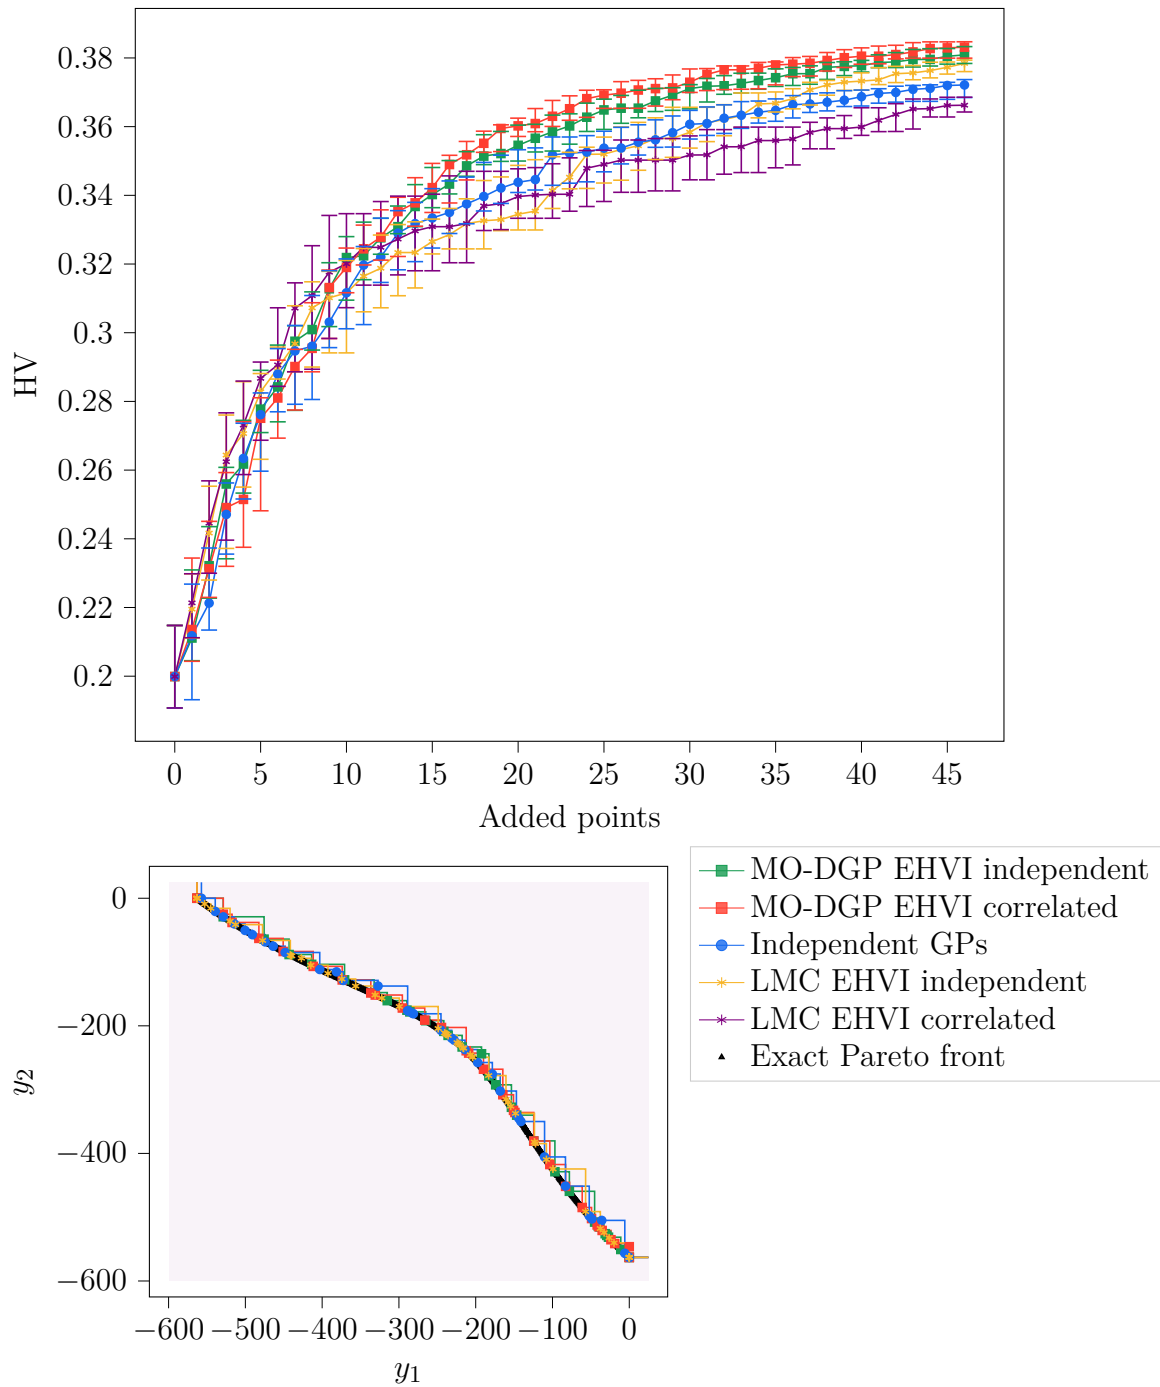 0.38
0.36
0.34
0.32
0.3
0.28
0.26
0.24
0.22
0.2
HV
0 5 10 15 20 25 30 35 40 45
Added points
0
−200
−400
−600
y2
−600 −500 −400 −300 −200 −100 0
y1
MO-DGP EHVI independent
MO-DGP EHVI correlated
Independent GPs
LMC EHVI independent
LMC EHVI correlated
Exact Pareto front